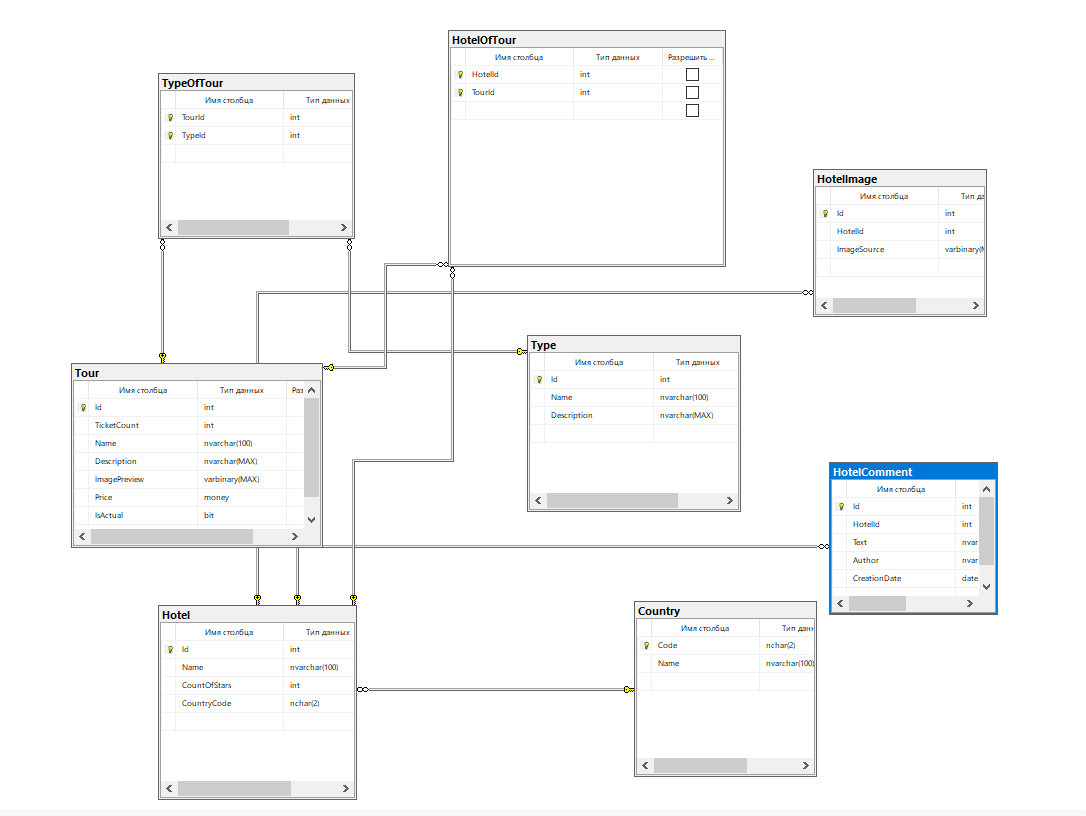 HotelOfTour
Имя столбца Тип данных Разрешить ...
HotelId int
TourId int
TypeOfTour
Имя столбца Тип данных
TourId int
TypeId int
HotelImage
Имя столбца Тип да
Id int
HotelId int
ImageSource varbinary(M
Type
Имя столбца Тип данных
Id int
Name nvarchar(100)
Description nvarchar(MAX)
Tour
Имя столбца Тип данных Раз
Id int
TicketCount int
Name nvarchar(100)
Description nvarchar(MAX)
ImagePreview varbinary(MAX)
Price money
IsActual bit
HotelComment
Имя столбца
Id int
HotelId int
Text nvar
Author nvar
CreationDate date
Hotel
Имя столбца Тип данных
Id int
Name nvarchar(100)
CountOfStars int
CountryCode nchar(2)
Country
Имя столбца Тип данн
Code nchar(2)
Name nvarchar(100)